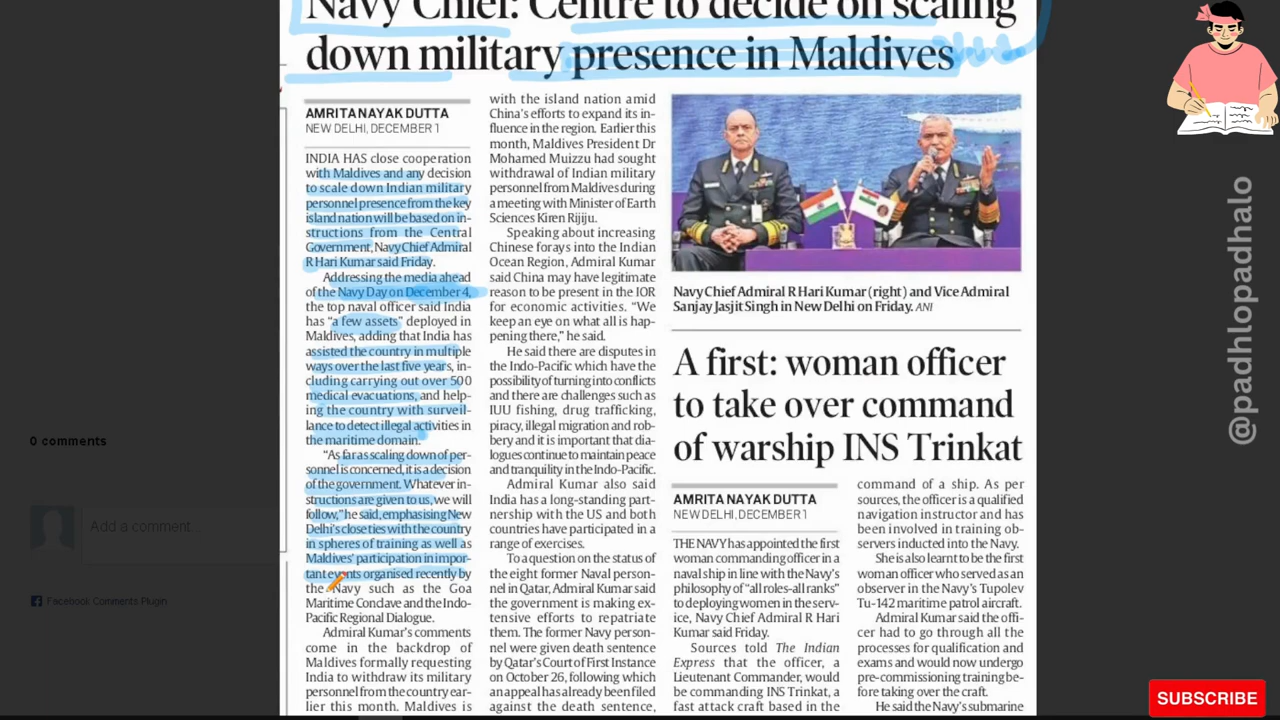 Navy Chief: Centre to decide on scaling
down military presence in Maldives
AMRITA NAYAK DUTTA
NEW DELHI, DECEMBER 1
INDIA HAS close cooperation
with Maldives and any decision
to scale down Indian military
personnel presence from the key
island nation will be based on in-
structions from the Central
Government, Navy Chief Admiral
R Hari Kumar said Friday.
Addressing the media ahead
of the Navy Day on December 4,
the top naval officer said India
has “a few assets” deployed in
Maldives, adding that India has
assisted the country in multiple
ways over the last five years, in-
cluding carrying out over 500
medical evacuations, and help-
ing the country with surveil-
lance to detect illegal activities in
the maritime domain.
“As far as scaling down of per-
sonnel is concerned, it is a decision
of the government. Whatever in-
structions are given to us, we will
follow,” he said, emphasising New
Delhi’s close ties with the country
in spheres of training as well as
Maldives’ participation in impor-
tant events organised recently by
the Navy such as the Goa
Maritime Conclave and the Indo-
Pacific Regional Dialogue.
Admiral Kumar’s comments
come in the backdrop of
Maldives formally requesting
India to withdraw its military
personnel from the country ear-
lier this month. Maldives is
with the island nation amid
China’s efforts to expand its in-
fluence in the region. Earlier this
month, Maldives President Dr
Mohamed Muizzu had sought
withdrawal of Indian military
personnel from Maldives during
a meeting with Minister of Earth
Sciences Kiren Rijiju.
Speaking about increasing
Chinese forays into the Indian
Ocean Region, Admiral Kumar
said China may have legitimate
reason to be present in the IOR
for economic activities. “We
keep an eye on what all is hap-
pening there,” he said.
He said there are disputes in
the Indo-Pacific which have the
possibility of turning into conflicts
and there are challenges such as
IUU fishing, drug trafficking,
piracy, illegal migration and rob-
bery and it is important that dia-
logues continue to maintain peace
and tranquility in the Indo-Pacific.
Admiral Kumar also said
India has a long-standing part-
nership with the US and both
countries have participated in a
range of exercises.
To a question on the status of
the eight former Naval person-
nel in Qatar, Admiral Kumar said
the government is making ex-
tensive efforts to repatriate
them. The former Navy person-
nel were given death sentence
by Qatar’s Court of First Instance
on October 26, following which
an appeal has already been filed
against the death sentence,
Navy Chief Admiral R Hari Kumar (right) and Vice Admiral
Sanjay Jasjit Singh in New Delhi on Friday. ANI
A first: woman officer
to take over command
of warship INS Trinkat
AMRITA NAYAK DUTTA
NEW DELHI, DECEMBER 1
THE NAVY has appointed the first
woman commanding officer in a
naval ship in line with the Navy’s
philosophy of “all roles-all ranks”
to deploying women in the serv-
ice, Navy Chief Admiral R Hari
Kumar said Friday.
Sources told The Indian
Express that the officer, a
Lieutenant Commander, would
be commanding INS Trinkat, a
fast attack craft based in the
command of a ship. As per
sources, the officer is a qualified
navigation instructor and has
been involved in training ob-
servers inducted into the Navy.
She is also learnt to be the first
woman officer who served as an
observer in the Navy’s Tupolev
Tu-142 maritime patrol aircraft.
Admiral Kumar said the offi-
cer had to go through all the
processes for qualification and
exams and would now undergo
pre-commissioning training be-
fore taking over the craft.
He said the Navy’s submarine
0 comments
Add a comment...
Facebook Comments Plugin
@padhlopadhalo
SUBSCRIBE